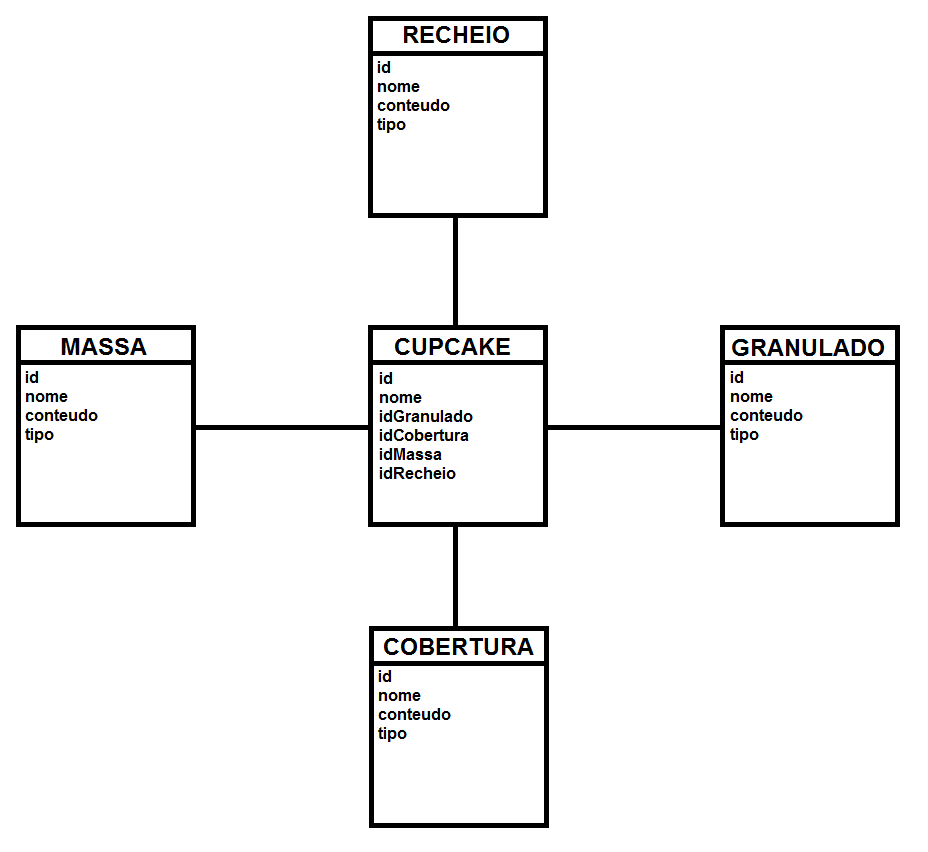 RECHEIO
id
nome
conteudo
tipo
MASSA
id
nome
conteudo
tipo
CUPCAKE
id
nome
idGranulado
idCobertura
idMassa
idRecheio
GRANULADO
id
nome
conteudo
tipo
COBERTURA
id
nome
conteudo
tipo